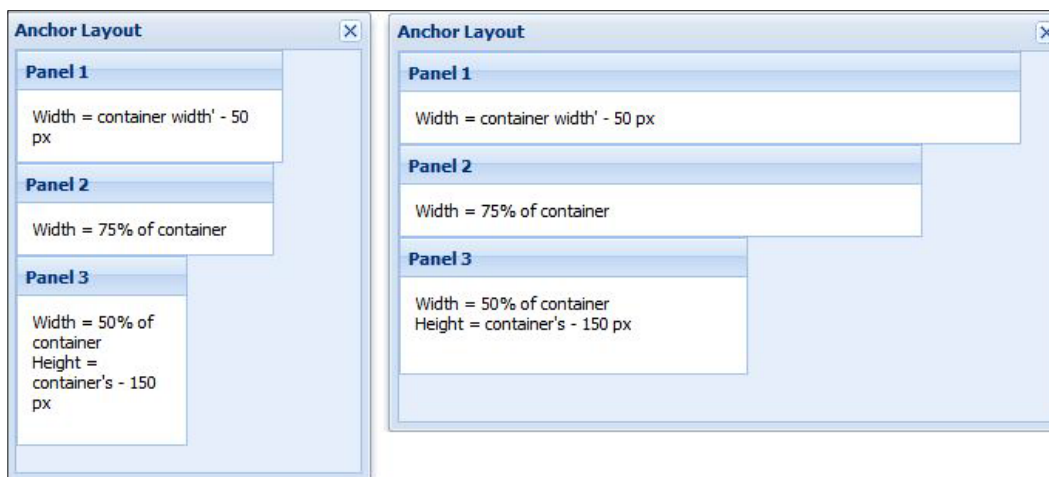 Anchor Layout
Panel 1
Width = container width' - 50
px
Panel 2
Width = 75% of container
Panel 3
Width = 50% of
container
Height =
container's - 150
px
Anchor Layout
Panel 1
Width = container width' - 50 px
Panel 2
Width = 75% of container
Panel 3
Width = 50% of container
Height = container's - 150 px